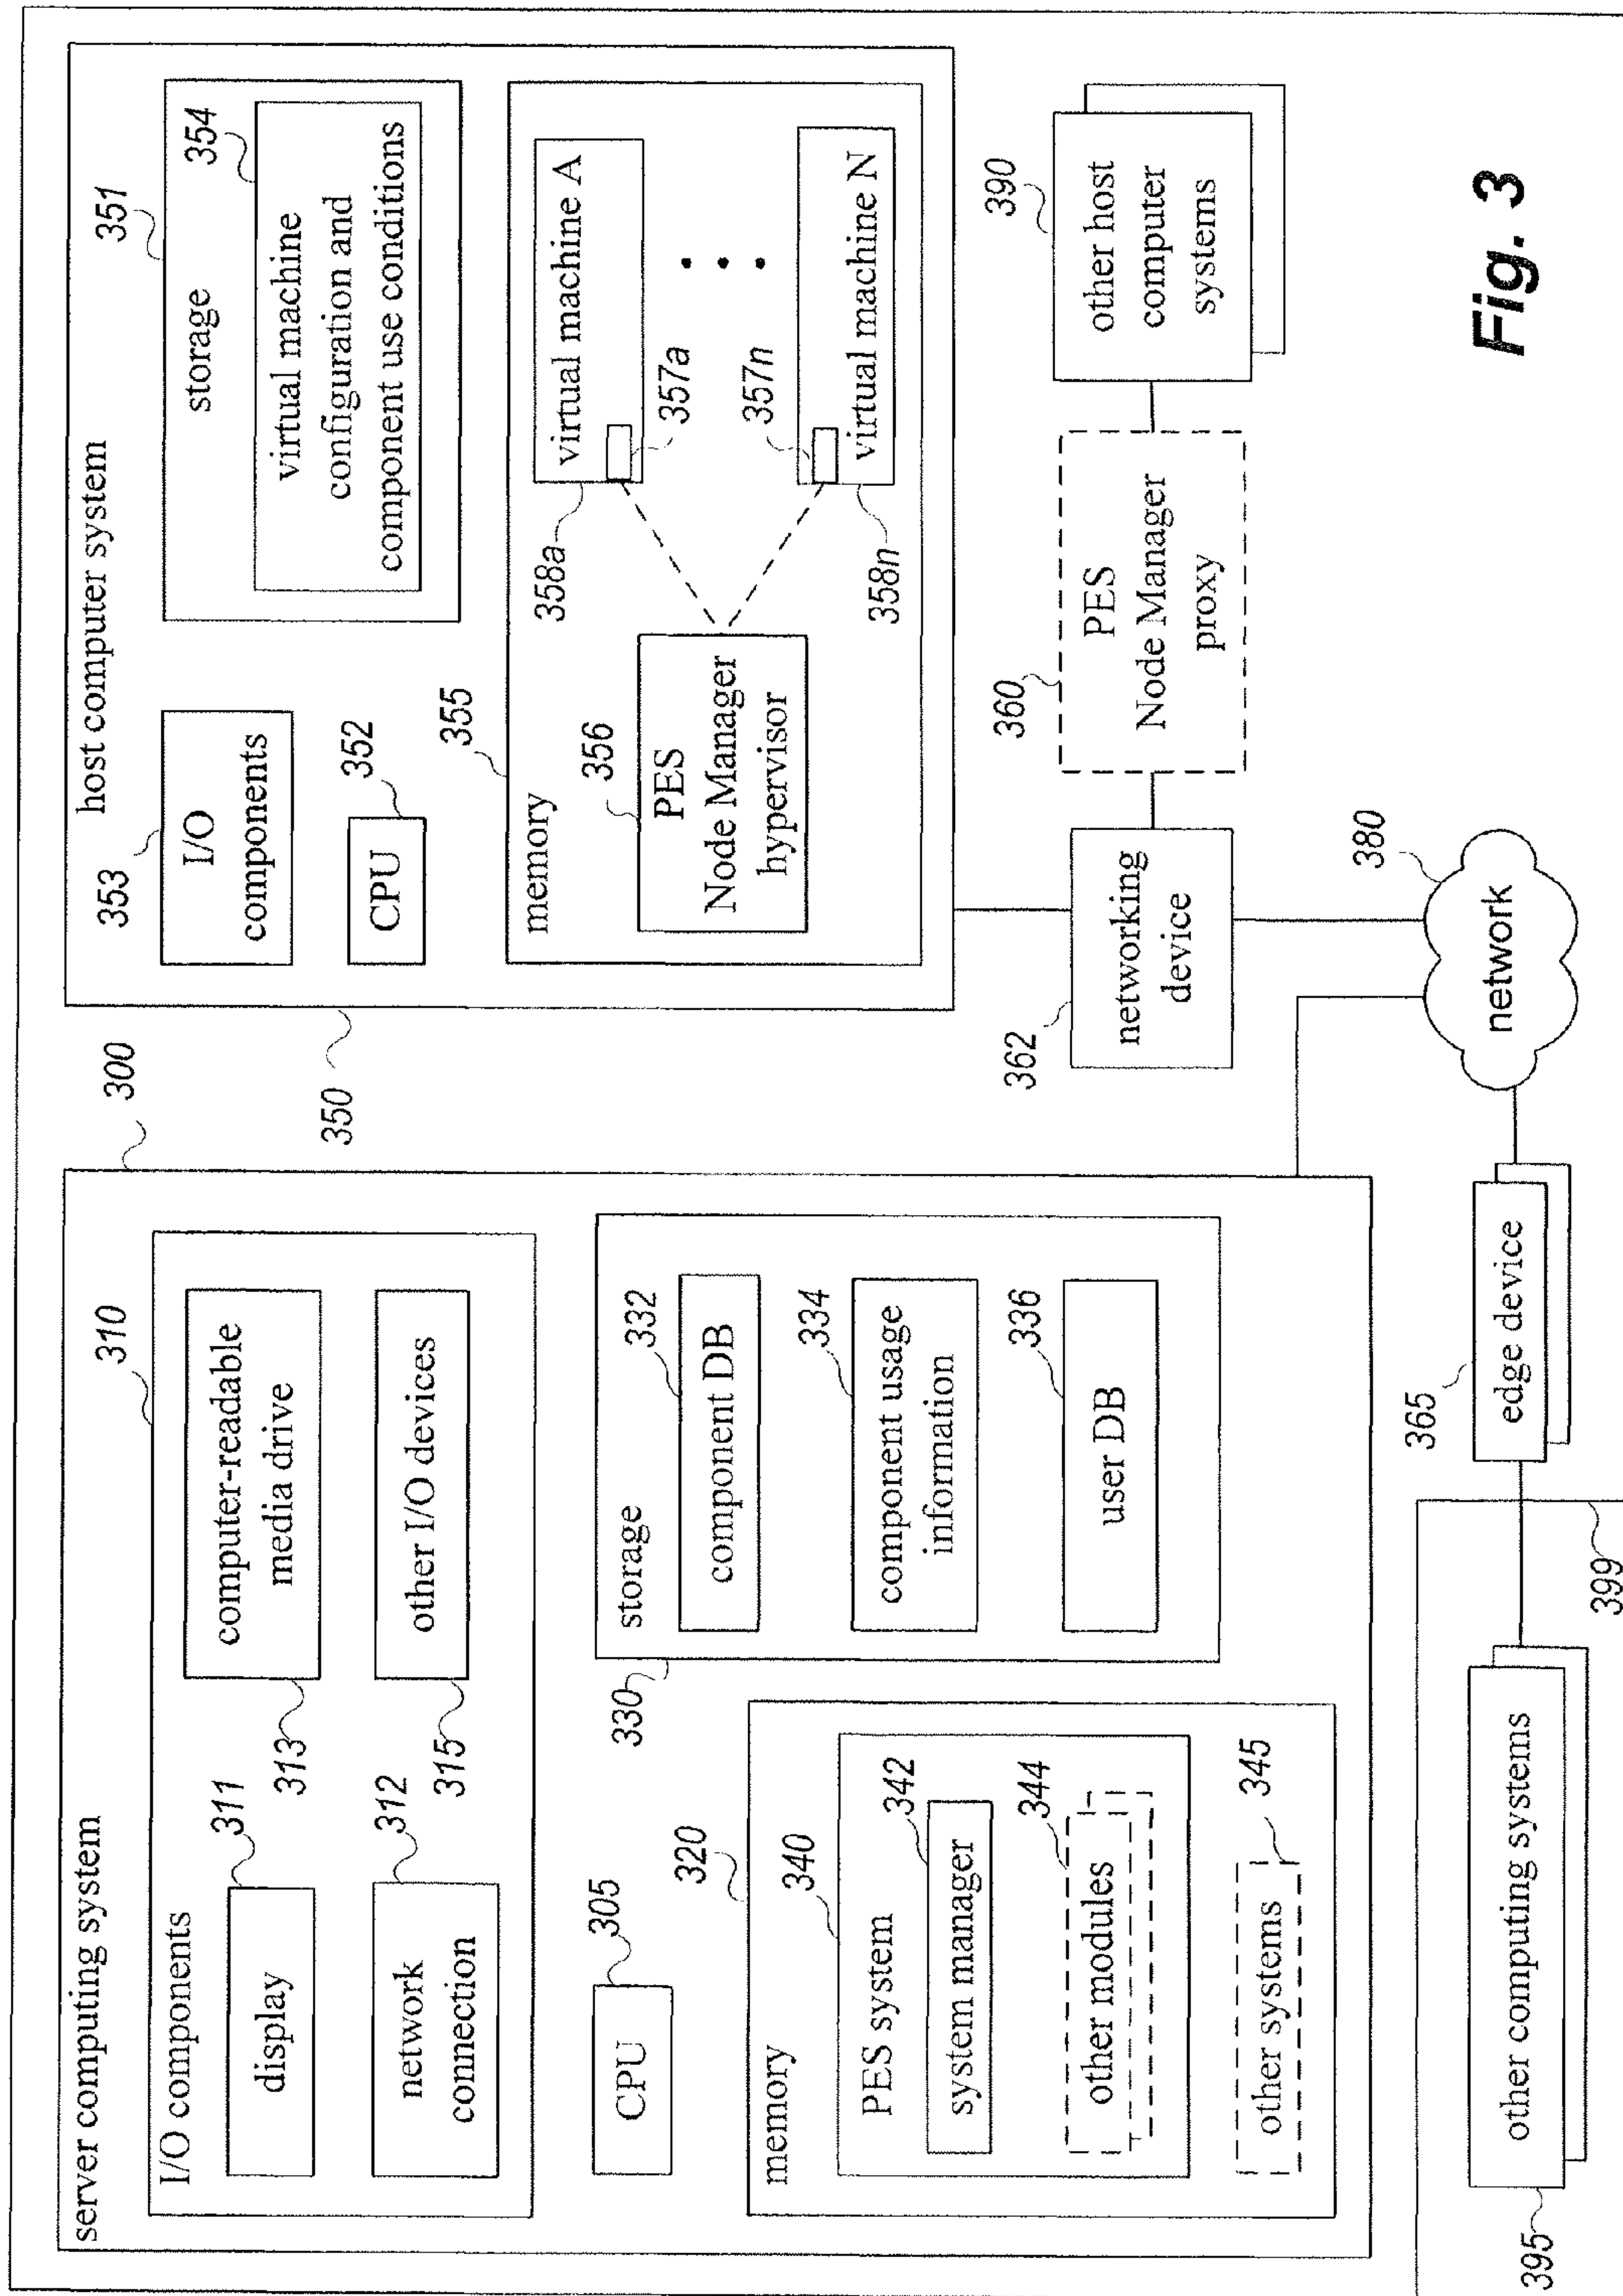 server computing system
300
I/O components
310
display
311
computer-readable
media drive
313
network
connection
312
other I/O devices
315
CPU
305
storage
330
component DB
332
component usage
information
334
user DB
336
memory
320
PES system
340
system manager
342
other modules
344
other systems
345
host computer system
350
I/O
components
353
CPU
352
storage
351
virtual machine
configuration and
component use conditions
354
memory
355
PES
Node Manager
hypervisor
356
virtual machine A
357a
358a
virtual machine N
357n
358n
networking
device
362
PES
Node Manager
proxy
360
other host
computer
systems
390
network
380
edge device
365
other computing systems
395
399
Fig. 3